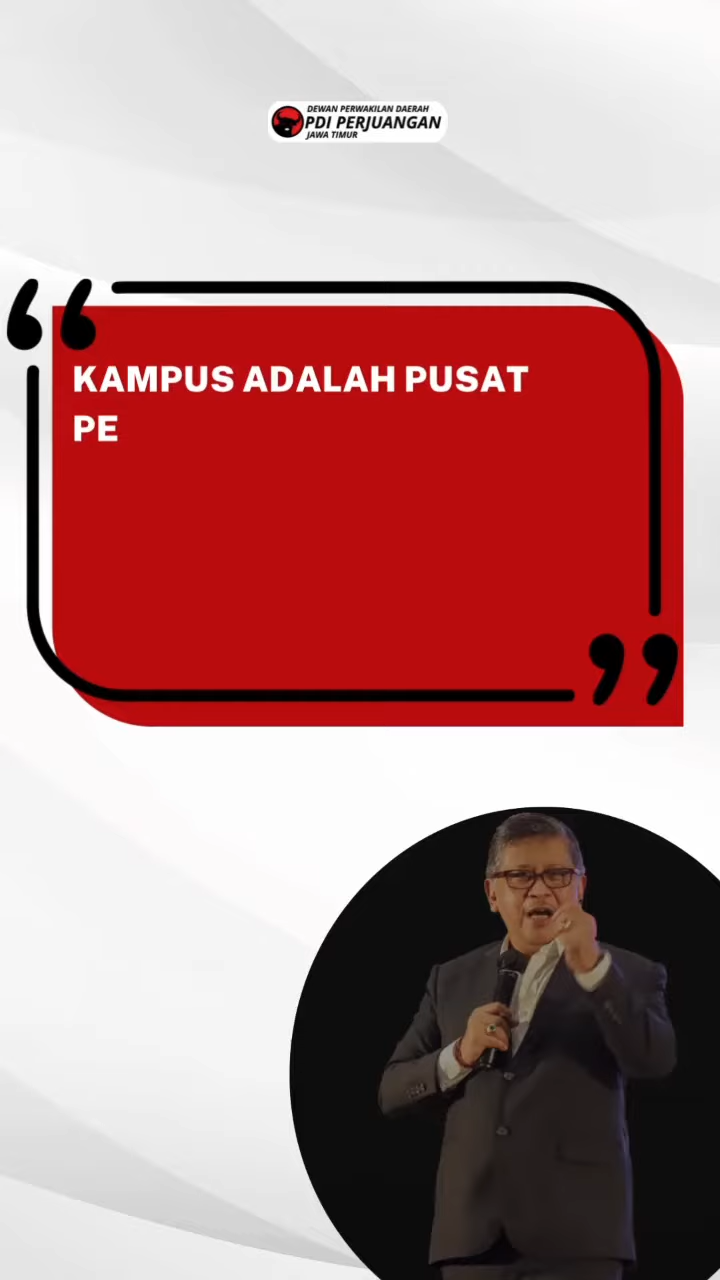 DEWAN PERWAKILAN DAERAH
PDI PERJUANGAN
JAWA TIMUR
KAMPUS ADALAH PUSAT
PE